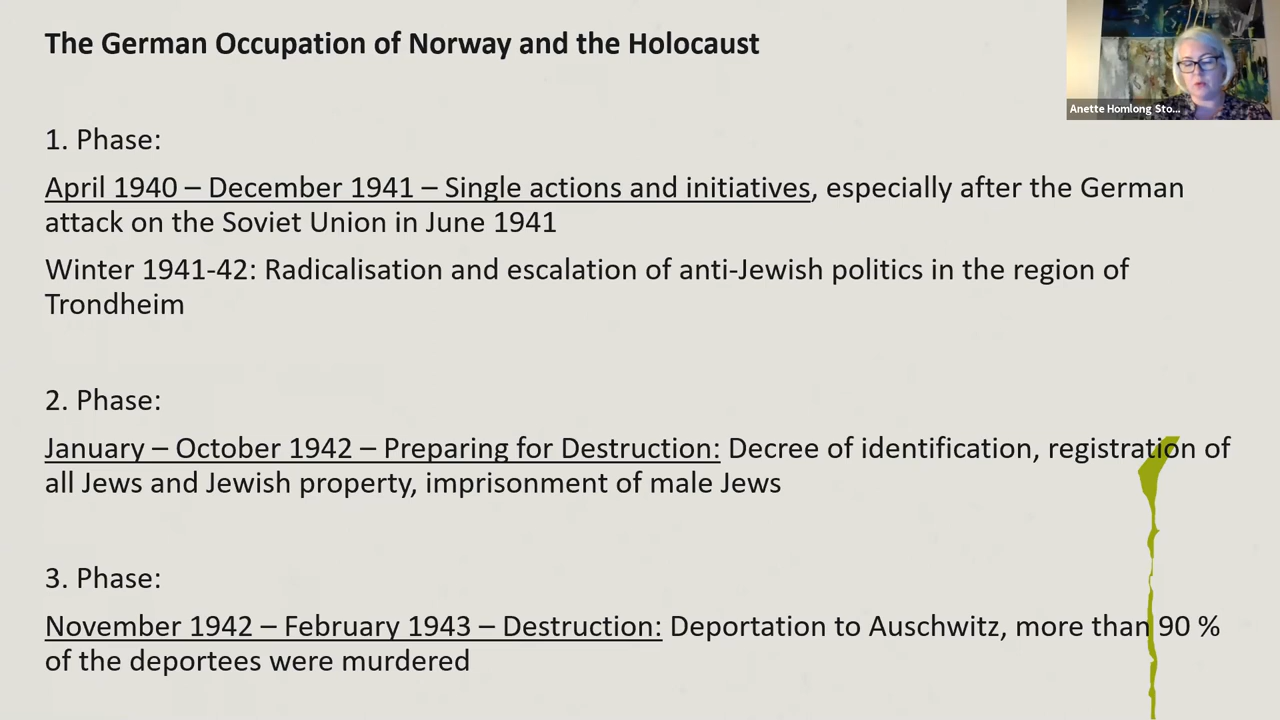 The German Occupation of Norway and the Holocaust
Anette Homlong Sto...
1. Phase:
April 1940 – December 1941 – Single actions and initiatives, especially after the German
attack on the Soviet Union in June 1941
Winter 1941-42: Radicalisation and escalation of anti-Jewish politics in the region of
Trondheim
2. Phase:
January – October 1942 – Preparing for Destruction: Decree of identification, registration of
all Jews and Jewish property, imprisonment of male Jews
3. Phase:
November 1942 – February 1943 – Destruction: Deportation to Auschwitz, more than 90 %
of the deportees were murdered